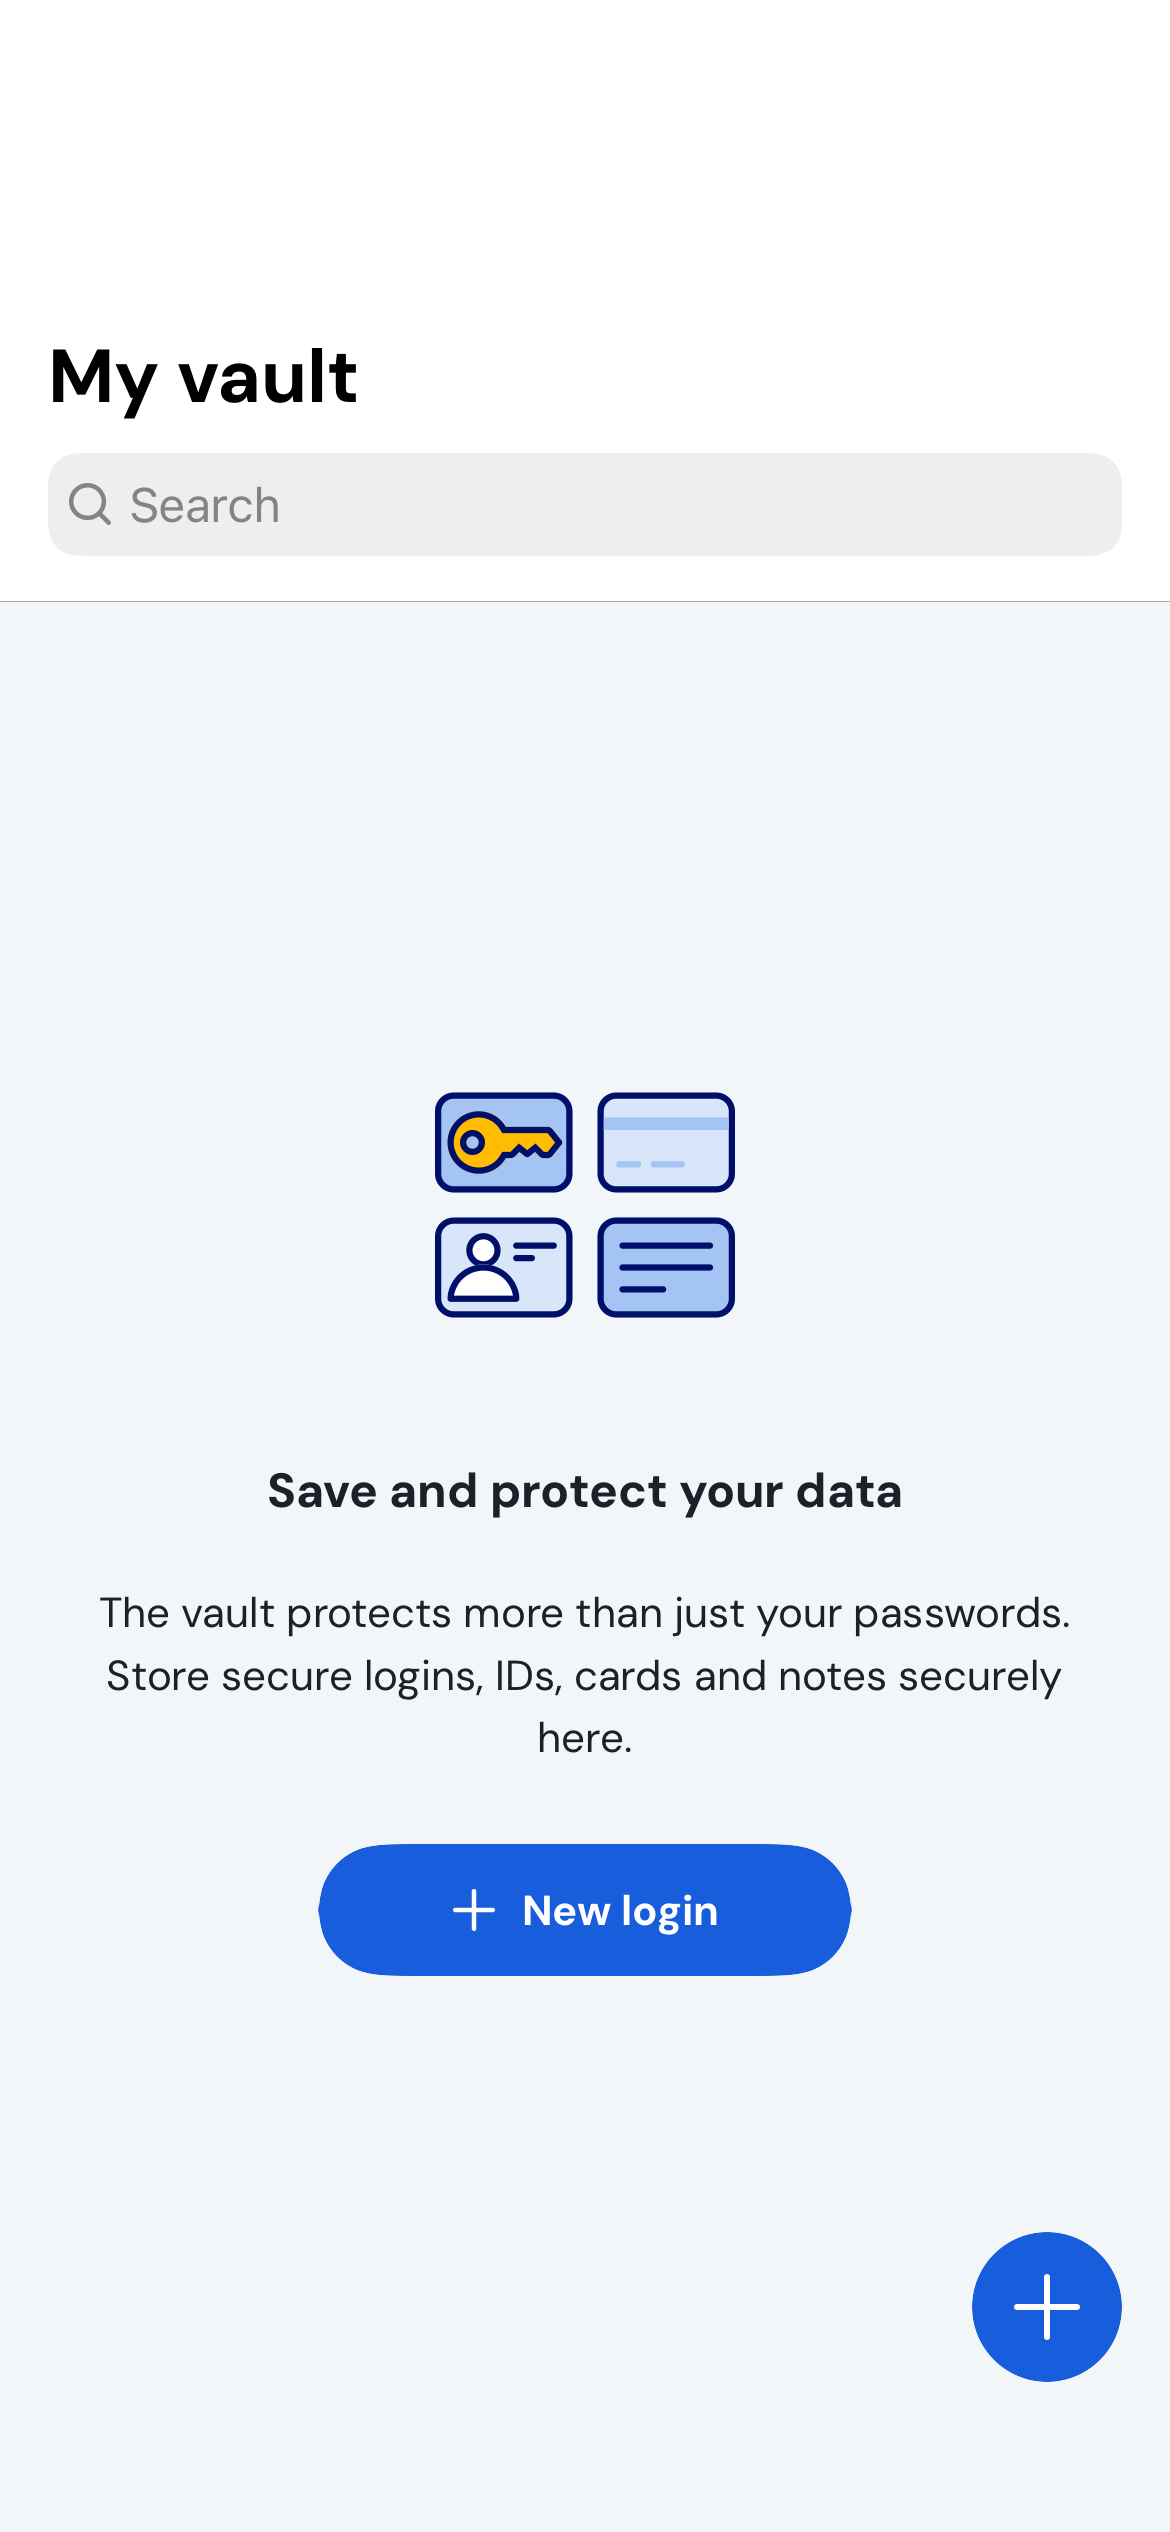 My vault
Search
Save and protect your data
The vault protects more than just your passwords.
Store secure logins, IDs, cards and notes securely
here.
New login